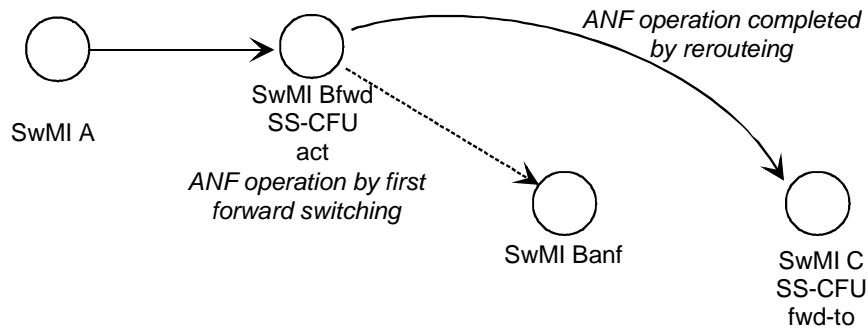 ANF operation completed
by rerouteing
SwMI A
SwMI Bfwd
SS-CFU
act
ANF operation by first
forward switching
SwMI Banf
SwMI C
SS-CFU
fwd-to